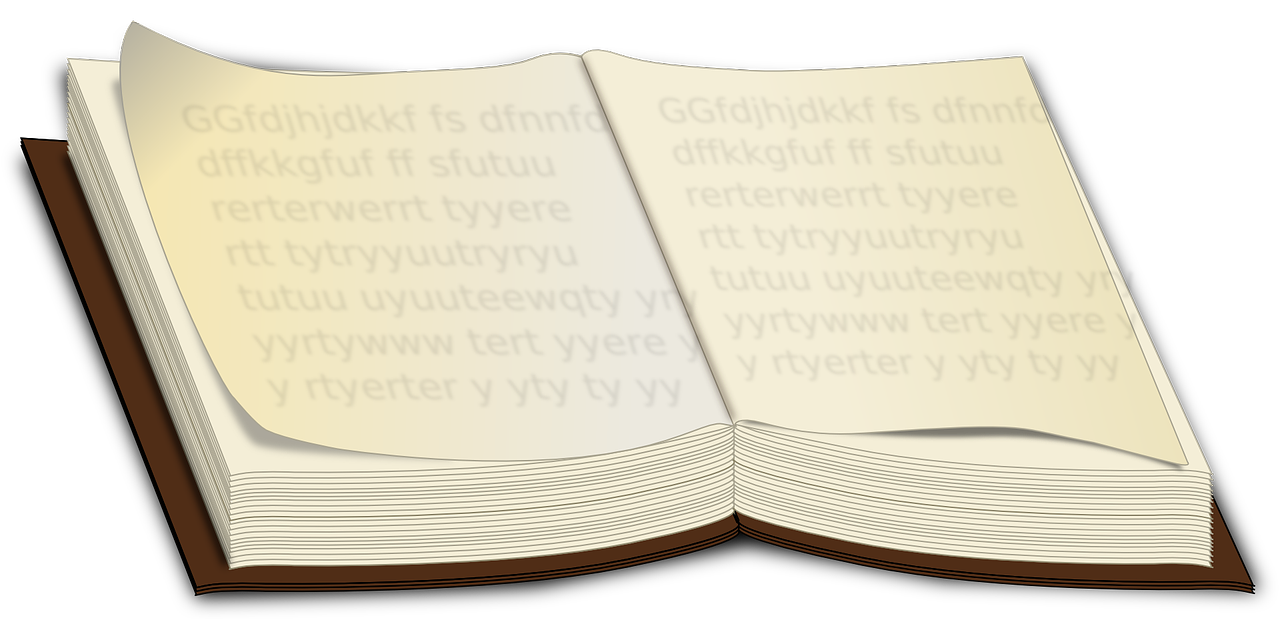 GGfdjhjdkkf fs dfnnfd
dffkkgfuf ff sfutuu
rerterwerrt tyyere
rtt tytryyuutryryu
tutuu uyuuteewqty
yyrtywww tert yyere y
y rtyerter y yty ty yy
GGfdjhjdkkf fs dfnnfd
dffkkgfuf ff sfutuu
rerterwerrt tyyere
rtt tytryyuutryryu
tutuu uyuuteewqty
yyrtywww tert yyere y
y rtyerter y yty ty yy